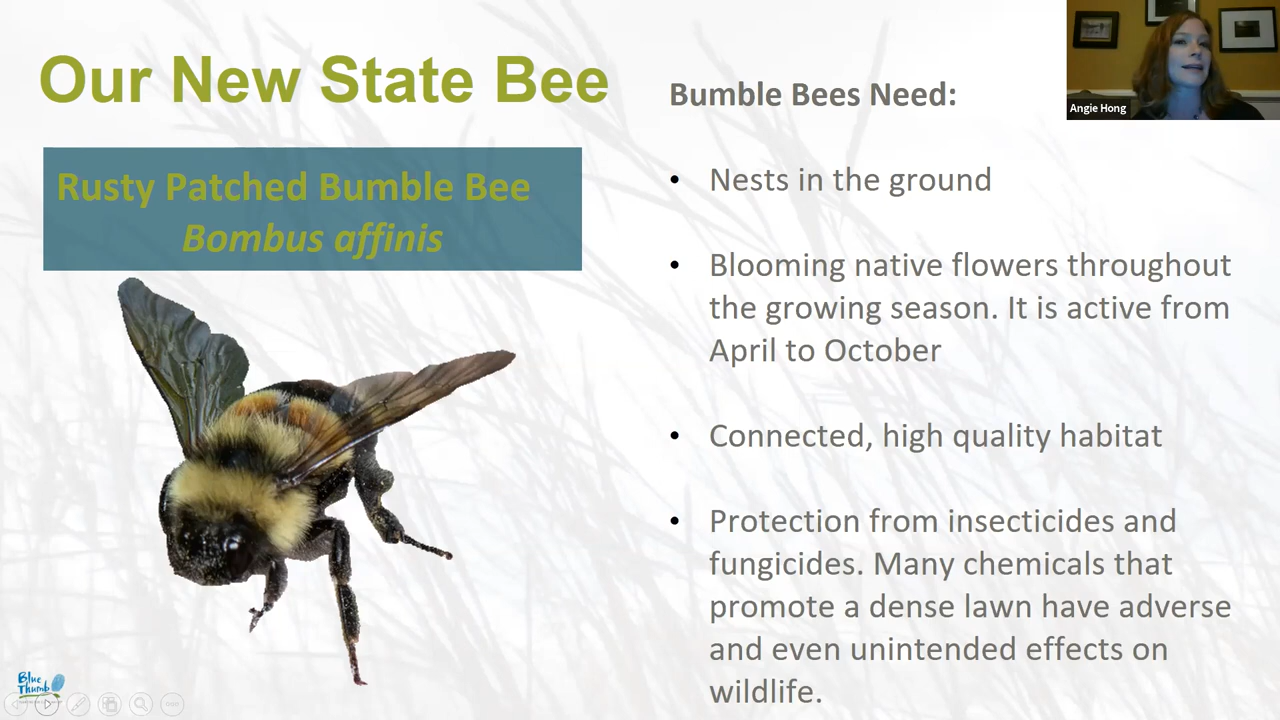 Our New State Bee
Rusty Patched Bumble Bee
Bombus affinis
Bumble Bees Need:
• Nests in the ground
• Blooming native flowers throughout
the growing season. It is active from
April to October
• Connected, high quality habitat
• Protection from insecticides and
fungicides. Many chemicals that
promote a dense lawn have adverse
and even unintended effects on
wildlife.
Angie Hong
Blue
Thumb